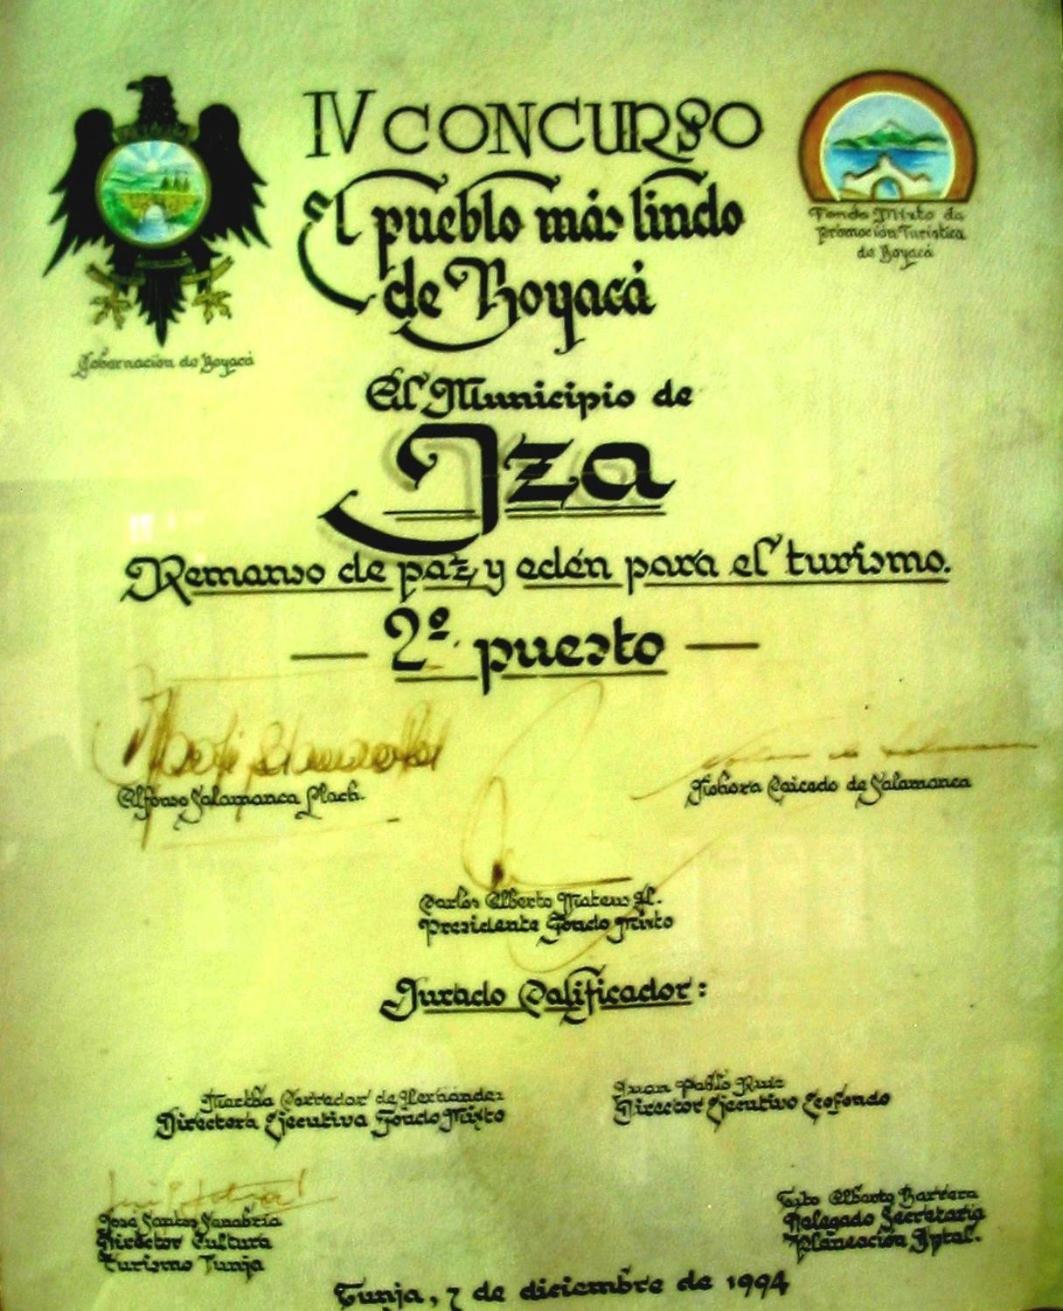 IV CONCURSO
El pueblo más lindo
de Boyacá
Fondo Mixto de
Promoción Turística
de Boyacá
Gobernación de Boyacá
El Municipio de
Iza
Remanso de paz y edén para el turismo.
2º puesto
Alfonso Salamanca Llach.
Caicedo de Salamanca
Carlos Alberto Mateus H.
Presidente Fondo Mixto
Jurado Calificador:
Martha Corredor de Hernández
Directora Ejecutiva Fondo Mixto
Juan Pablo Ruiz
Director Ejecutivo Ecofondo
José Santos Sanabria
Director Cultura
Turismo Tunja
Tito Alberto Barrera
Delegado Secretaría
Planeación Dptal.
Tunja, 7 de diciembre de 1994